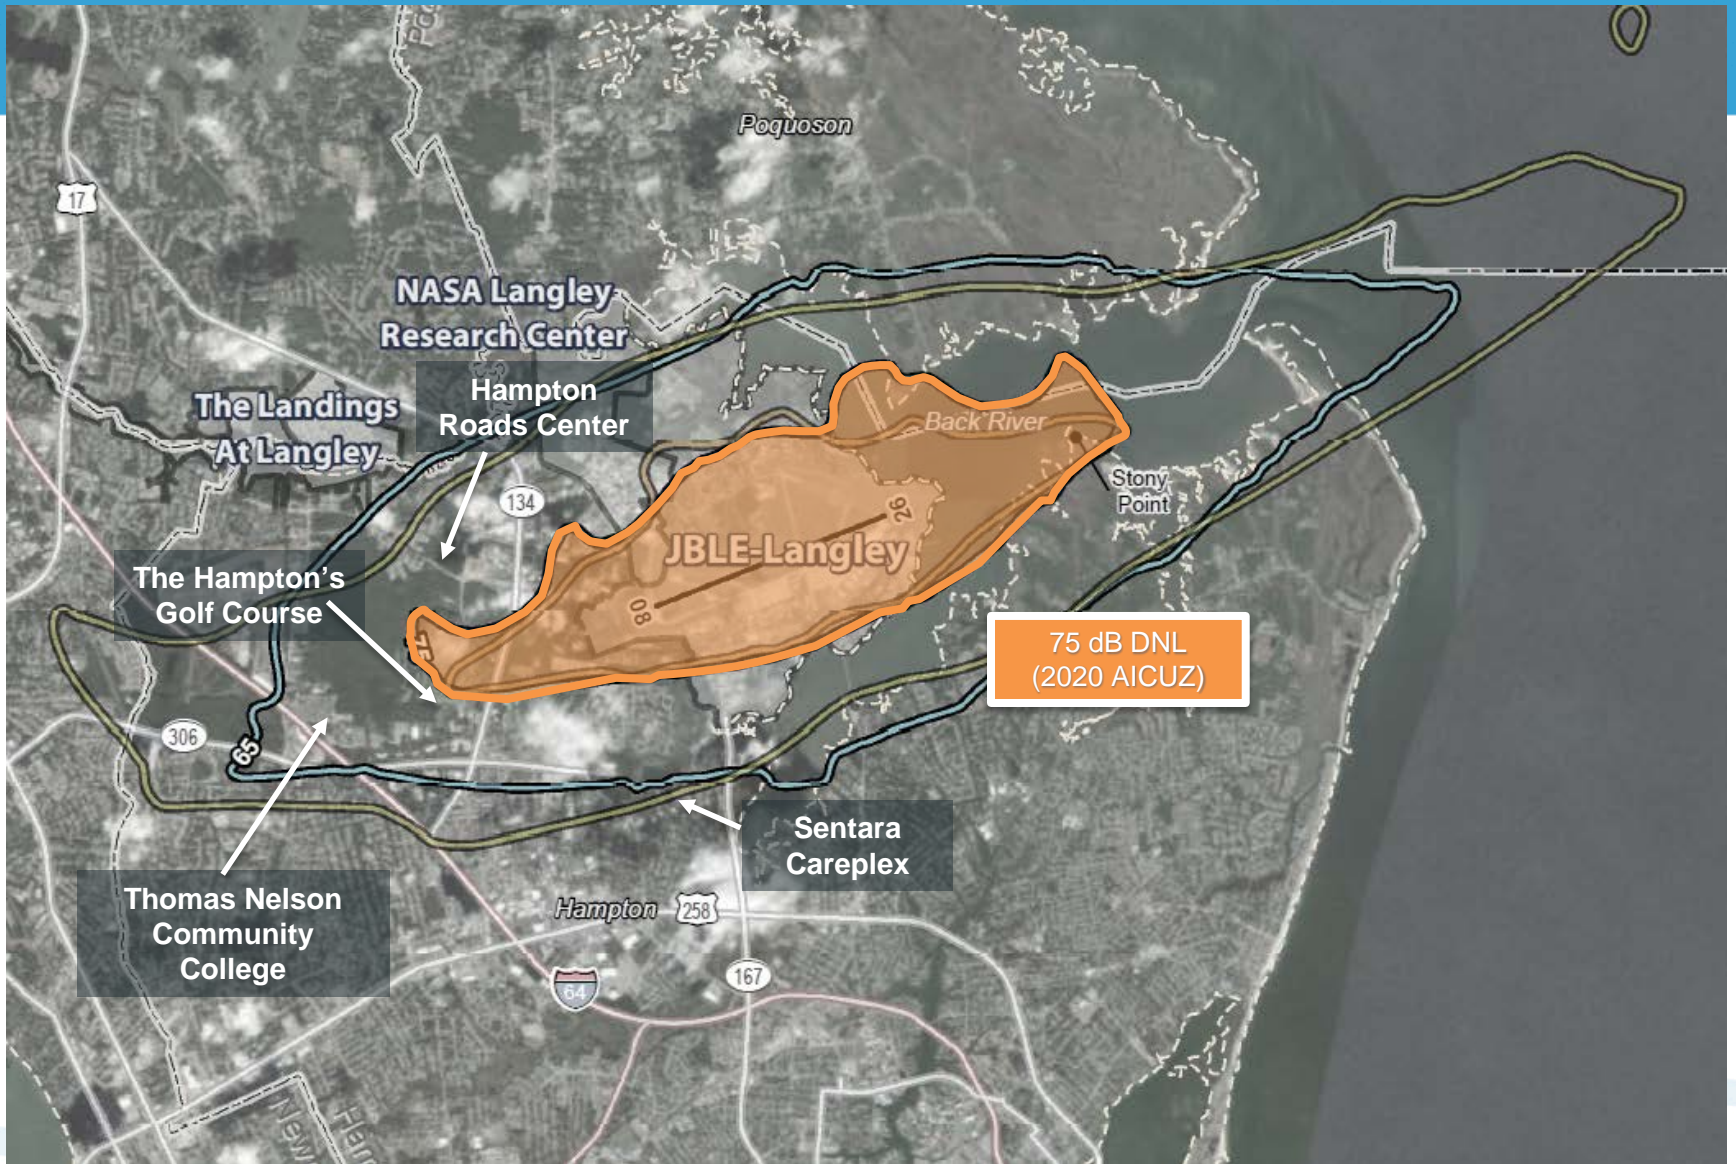 Poquoson
17
NASA Langley
Research Center
Hampton
Roads Center
The Landings
At Langley
Back River
Stony
Point
134
26
JBLE-Langley
08
The Hampton's
Golf Course
75
75 dB DNL
(2020 AICUZ)
306
65
Sentara
Careplex
Thomas Nelson
Community
College
Hampton
258
167
64